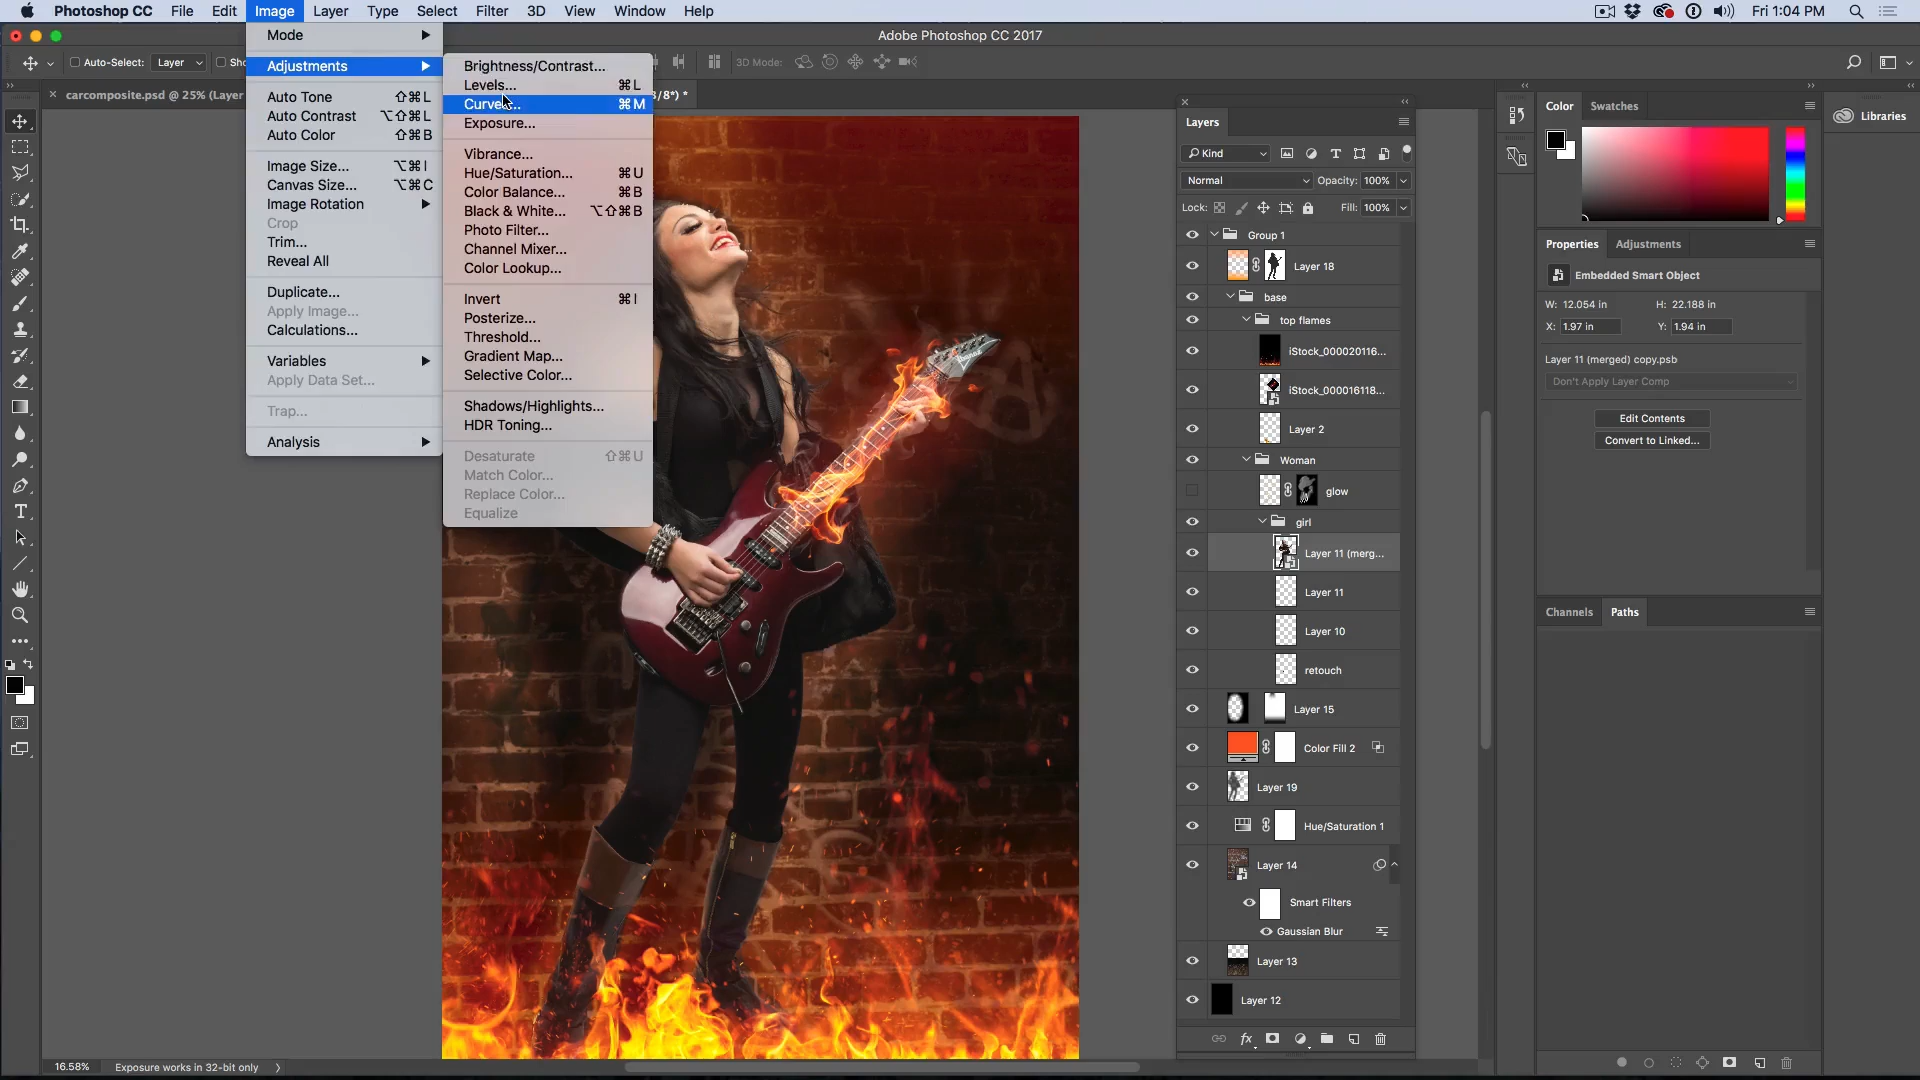 Photoshop CC File Edit Image Layer Type Select Filter 3D View Window Help Fri 1:04 PM
Adobe Photoshop CC 2017
Auto-Select: Layer Sho 3D Mode:
carcomposite.psd @ 25% (Layer /8*) *
Mode
Adjustments
Auto Tone ⇧⌘L
Auto Contrast ⌥⇧⌘L
Auto Color ⇧⌘B
Image Size... ⌥⌘I
Canvas Size... ⌥⌘C
Image Rotation
Crop
Trim...
Reveal All
Duplicate...
Apply Image...
Calculations...
Variables
Apply Data Set...
Trap...
Analysis
Brightness/Contrast...
Levels... ⌘L
Curves... ⌘M
Exposure...
Vibrance...
Hue/Saturation... ⌘U
Color Balance... ⌘B
Black & White... ⌥⇧⌘B
Photo Filter...
Channel Mixer...
Color Lookup...
Invert ⌘I
Posterize...
Threshold...
Gradient Map...
Selective Color...
Shadows/Highlights...
HDR Toning...
Desaturate ⇧⌘U
Match Color...
Replace Color...
Equalize
Ibanez
Layers
Kind
Normal Opacity: 100%
Lock: Fill: 100%
Group 1
Layer 18
base
top flames
iStock_000020116...
iStock_000016118...
Layer 2
Woman
glow
girl
Layer 11 (merg...
Layer 11
Layer 10
retouch
Layer 15
Color Fill 2
Layer 19
Hue/Saturation 1
Layer 14
Smart Filters
Gaussian Blur
Layer 13
Layer 12
fx
Color Swatches
Properties Adjustments
Embedded Smart Object
W: 12.054 in H: 22.188 in
X: 1.97 in Y: 1.94 in
Layer 11 (merged) copy.psb
Don't Apply Layer Comp
Edit Contents
Convert to Linked...
Channels Paths
Libraries
16.58% Exposure works in 32-bit only